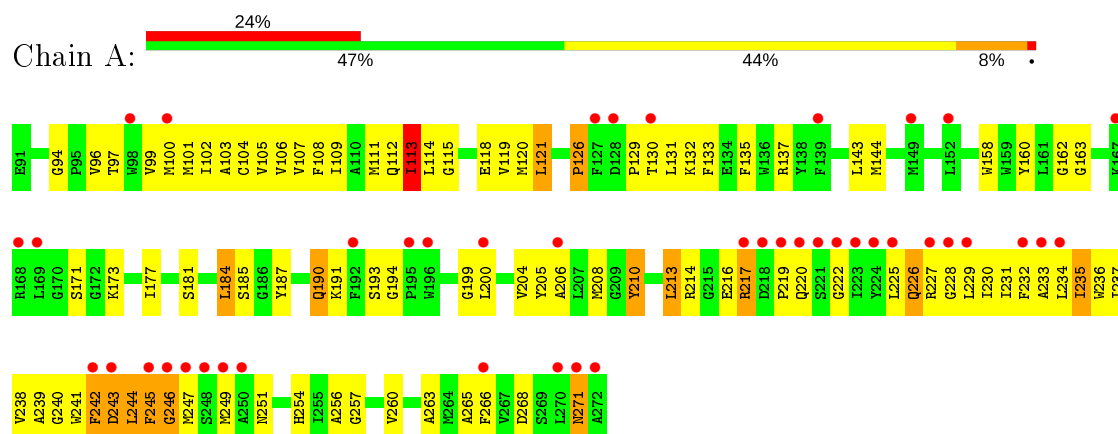 24%
Chain A:
47% 44% 8% •
E91 G94 P95 V96 T97 W98 V99 M100 M101 I102 A103 C104 V105 V106 V107 F108 I109 A110 M111 Q112 I113 L114 G115 E118 V119 M120 L121 P126 F127 D128 P129 T130 L131 K132 F133 E134 F135 W136 R137 Y138 F139 L143 M144 M149 L152 W158 W159 Y160 L161 G162 G163 K167
R168 L169 G170 S171 G172 K173 I177 S181 L184 S185 G186 Y187 Q190 K191 F192 S193 G194 P195 W196 G199 L200 V204 Y205 A206 L207 M208 G209 Y210 L213 R214 G215 E216 R217 D218 P219 Q220 S221 G222 I223 Y224 L225 Q226 R227 G228 L229 I230 I231 F232 A233 L234 I235 W236 I237
V238 A239 G240 W241 F242 D243 L244 F245 G246 M247 S248 M249 A250 N251 H254 I255 A256 G257 V260 A263 M264 A265 F266 V267 D268 S269 L270 N271 A272